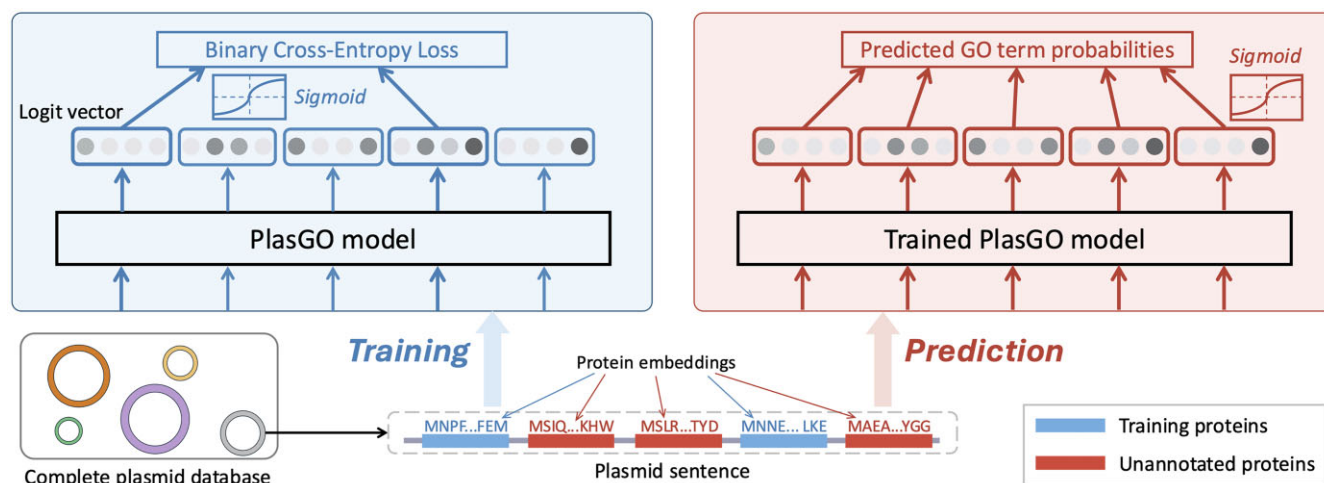 Binary Cross-Entropy Loss
Sigmoid
Logit vector
PlasGO model
Predicted GO term probabilities
Sigmoid
Trained PlasGO model
Training
Prediction
Protein embeddings
MNPF...FEM MSIQ...KHW MSLR...TYD MNNE... LKE MAEA...YGG
Plasmid sentence
Complete plasmid database
Training proteins
Unannotated proteins